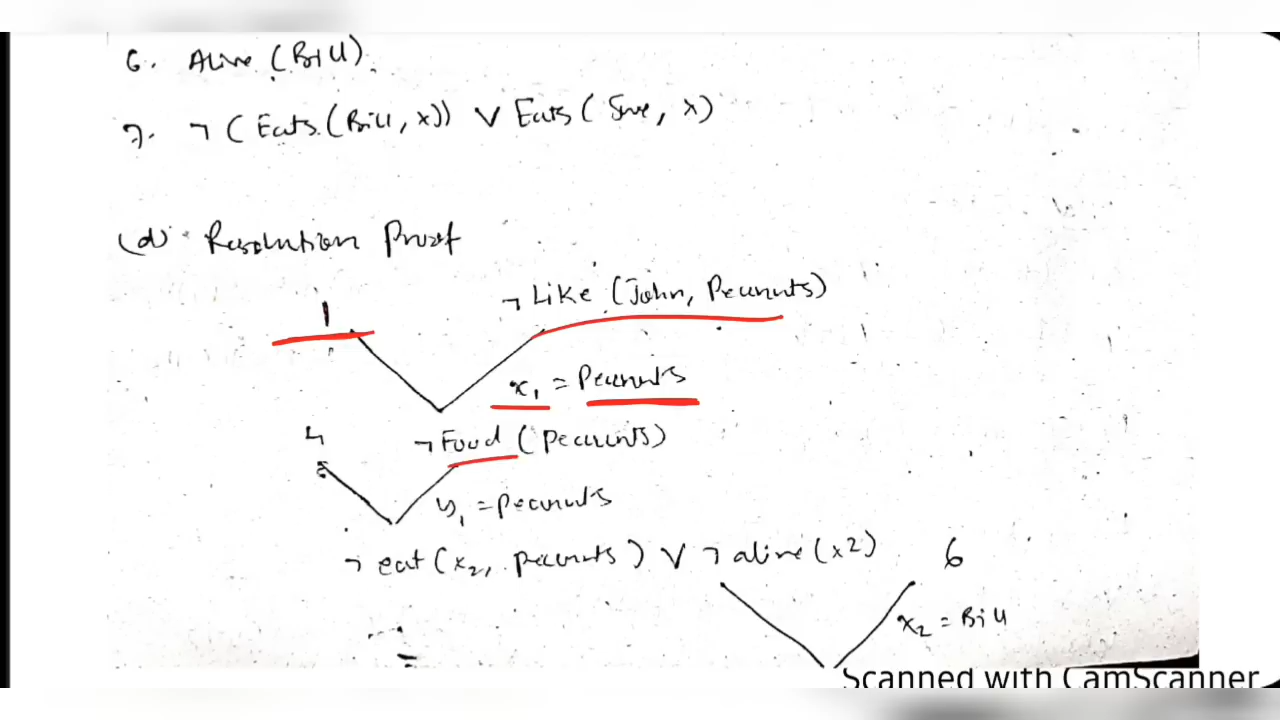 6. Alive (Bill).
7. ¬ (Eats (Bill, x)) ∨ Eats (Sue, x)
(d) Resolution Proof
1 ¬ Like (John, Peanuts)
x₁ = Peanuts
4 ¬ Food (peanuts)
y₁ = peanuts
¬ eat (x₂, peanuts) ∨ ¬ alive (x2) 6
x₂ = Bill
Scanned with CamScanner